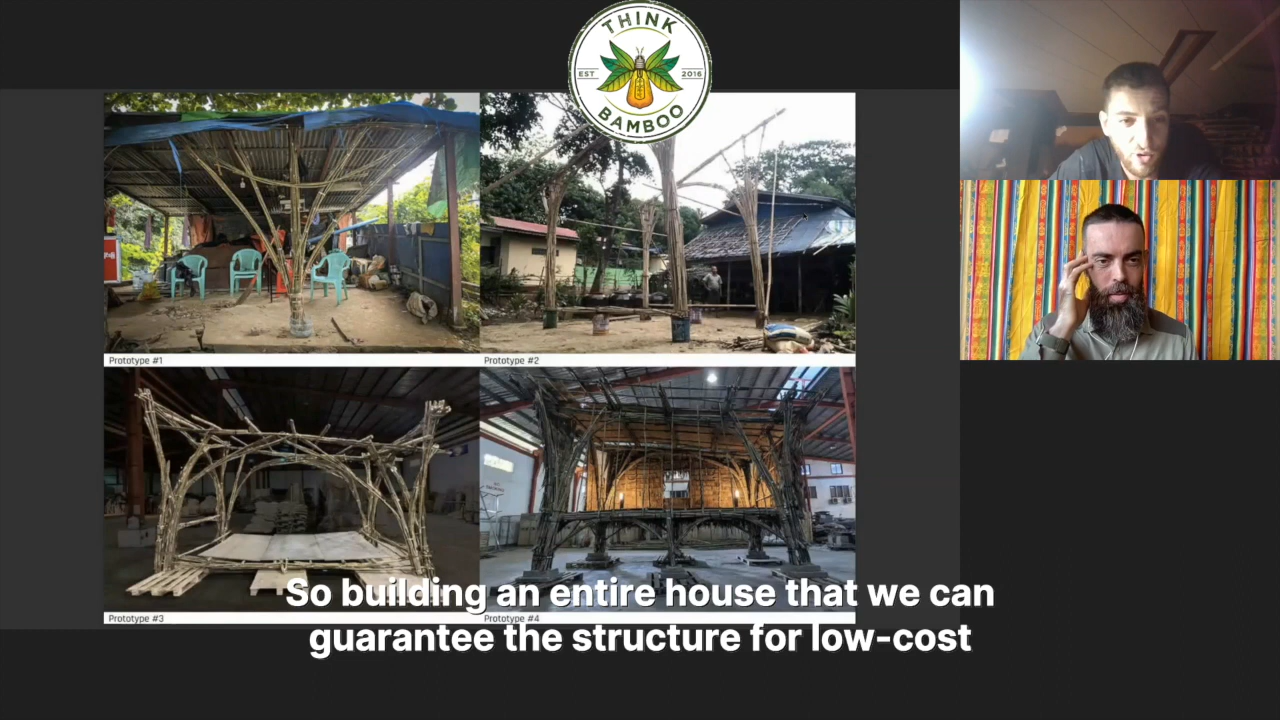 THINK
EST
2016
BAMBOO
Prototype #1
Prototype #2
Prototype #3
Prototype #4
So building an entire house that we can
guarantee the structure for low-cost